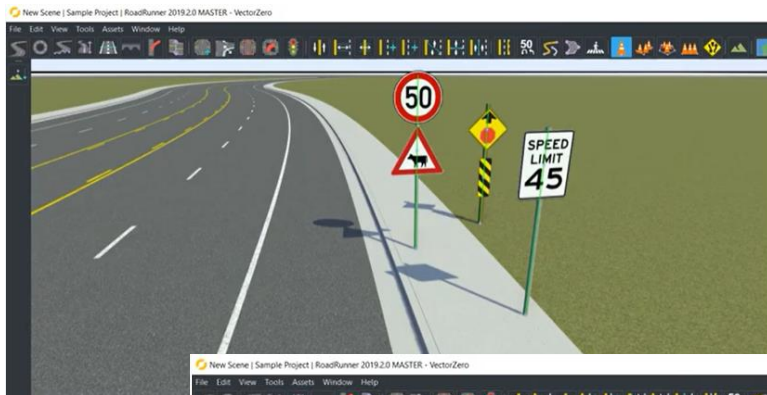 New Scene | Sample Project | RoadRunner 2019.2.0 MASTER - VectorZero
File Edit View Tools Assets Window Help
50
50
SPEED
LIMIT
45
New Scene | Sample Project | RoadRunner 2019.2.0 MASTER - VectorZero
File Edit View Tools Assets Window Help